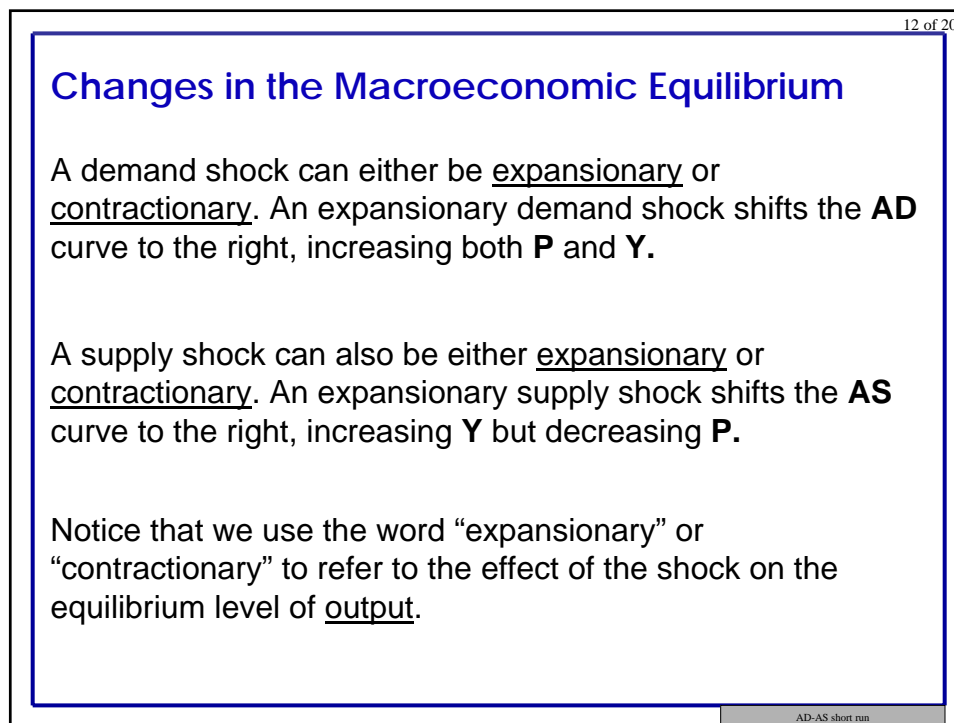 12 of 20
Changes in the Macroeconomic Equilibrium
A demand shock can either be expansionary or
contractionary. An expansionary demand shock shifts the AD
curve to the right, increasing both P and Y.
A supply shock can also be either expansionary or
contractionary. An expansionary supply shock shifts the AS
curve to the right, increasing Y but decreasing P.
Notice that we use the word “expansionary” or
“contractionary” to refer to the effect of the shock on the
equilibrium level of output.
AD-AS short run